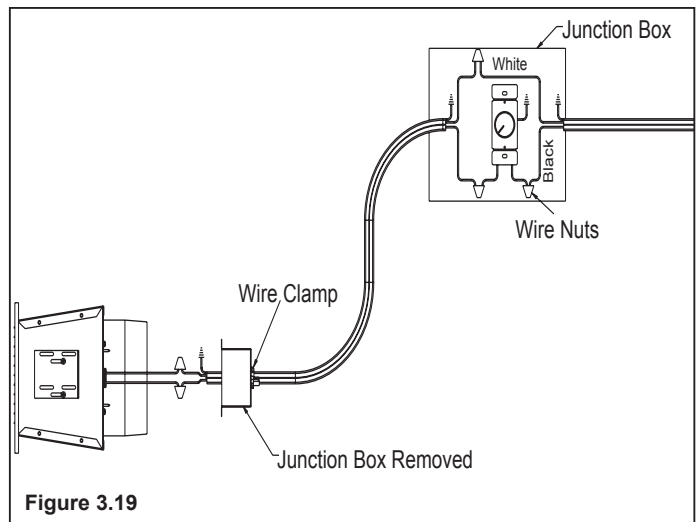 Junction Box
White
Black
Wire Nuts
Wire Clamp
Junction Box Removed
Figure 3.19